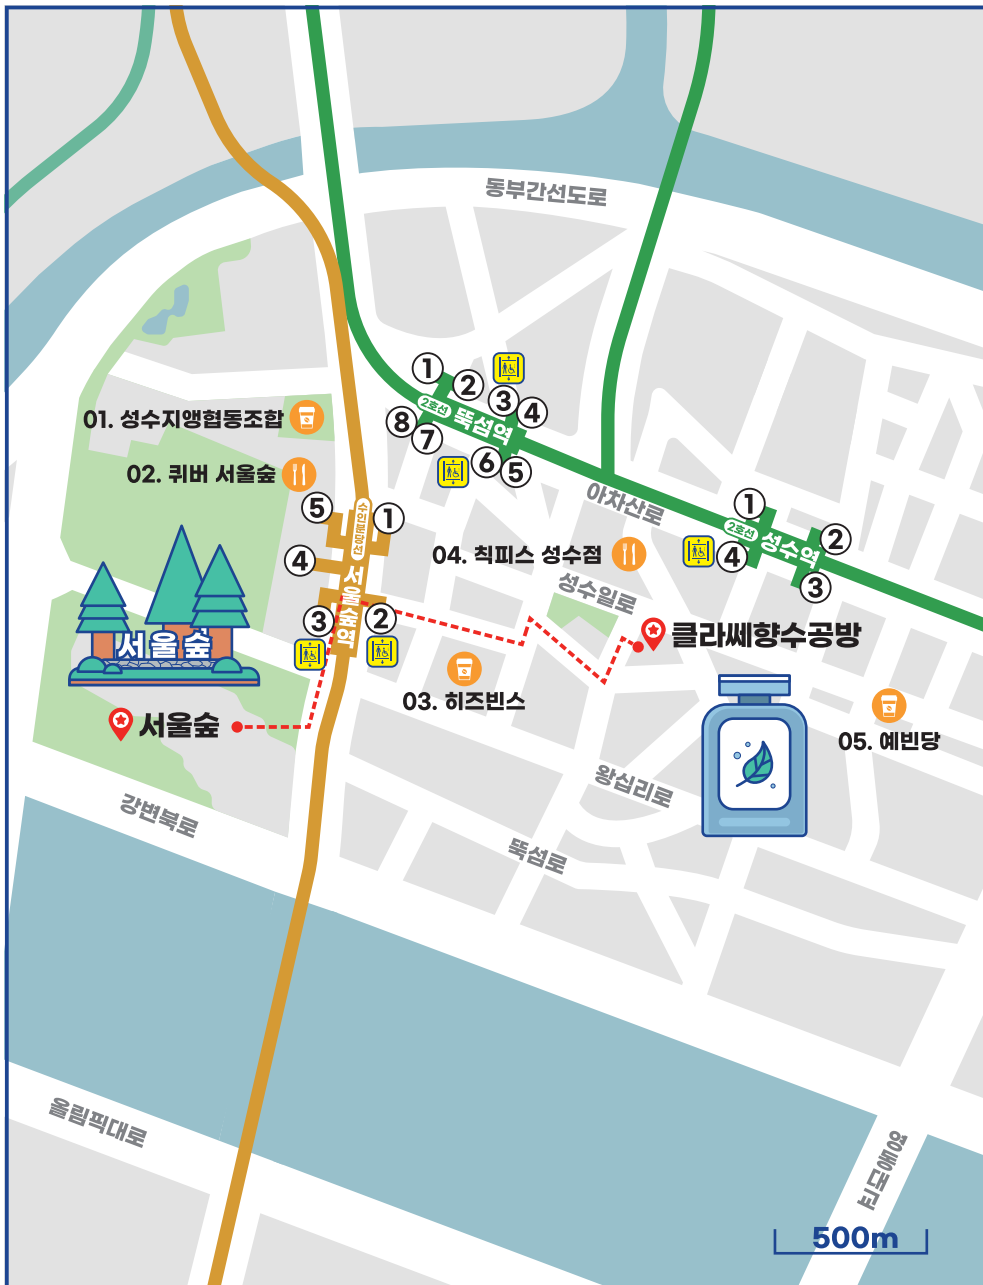 동부간선도로
1
2
3
4
2호선
뚝섬역
8
7
6
5
01. 성수지앵협동조합
02. 퀴버 서울숲
아차산로
1
2호선
성수역
2
4
3
5
수인분당선
1
4
서울숲역
3
2
04. 칙피스 성수점
성수일로
서울숲
클라쎄향수공방
03. 히즈빈스
서울숲
05. 예빈당
왕십리로
강변북로
뚝섬로
올림픽대로
영동대교
500m